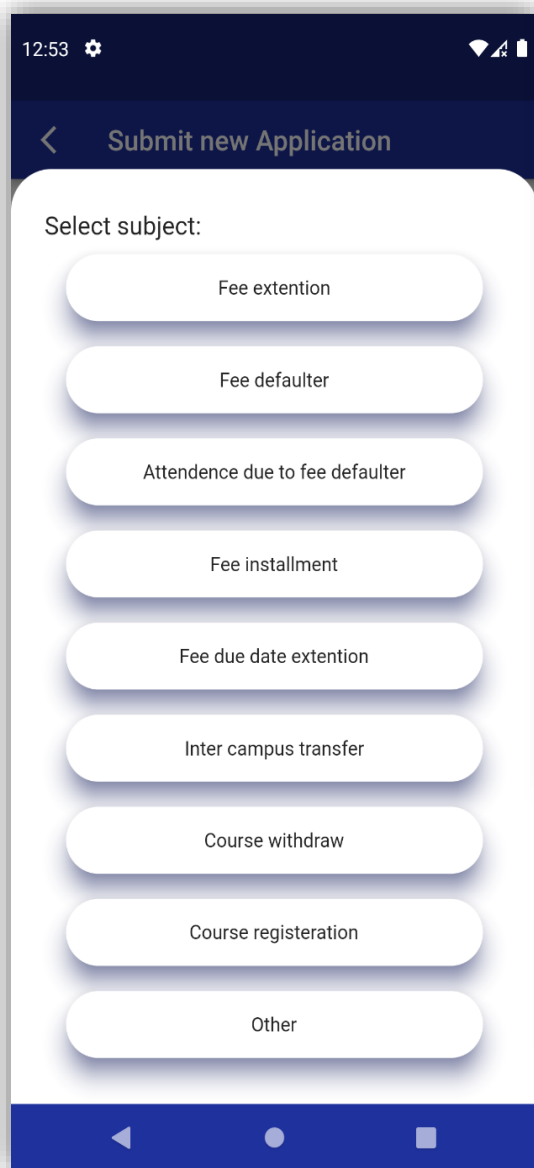 12:53
Submit new Application
Select subject:
Fee extention
Fee defaulter
Attendence due to fee defaulter
Fee installment
Fee due date extention
Inter campus transfer
Course withdraw
Course registeration
Other